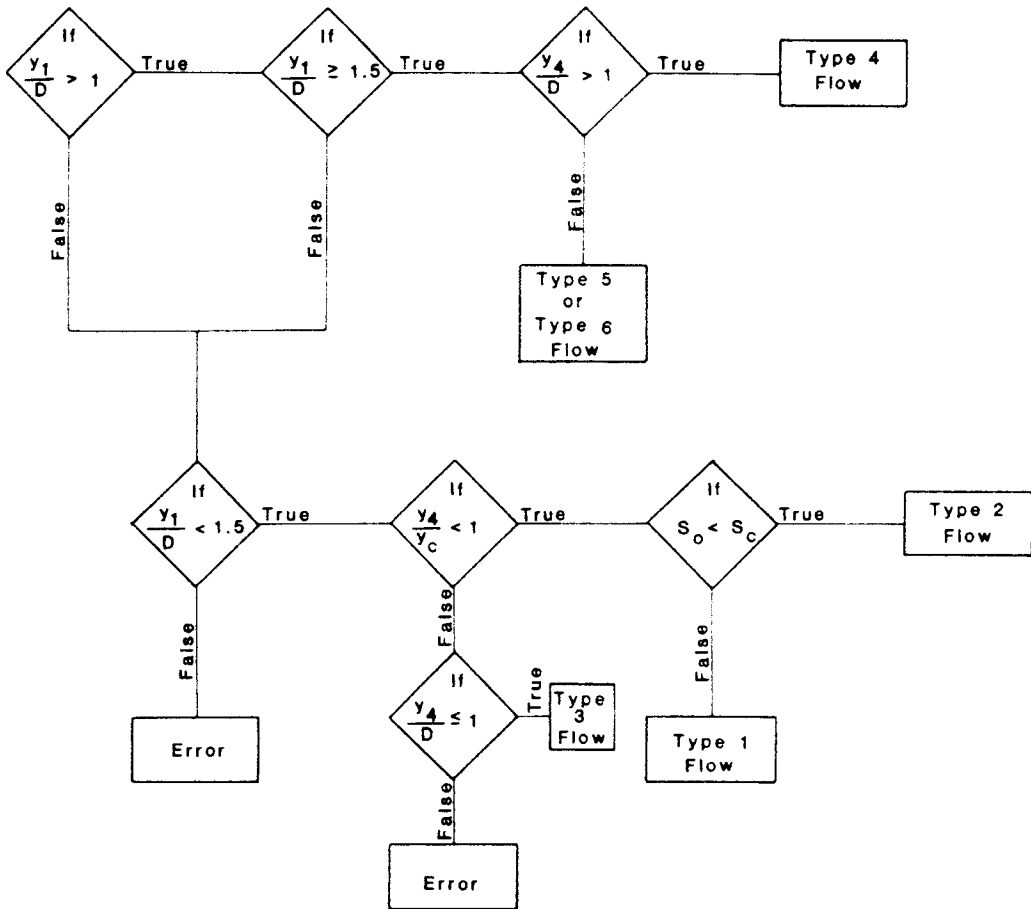 If
y1/D > 1
True
False
If
y1/D ≥ 1.5
True
False
If
y4/D > 1
True
False
Type 4
Flow
Type 5
or
Type 6
Flow
If
y1/D < 1.5
True
False
Error
If
y4/yc < 1
True
False
If
y4/D ≤ 1
True
False
Type
3
Flow
Error
If
So < Sc
True
False
Type 2
Flow
Type 1
Flow